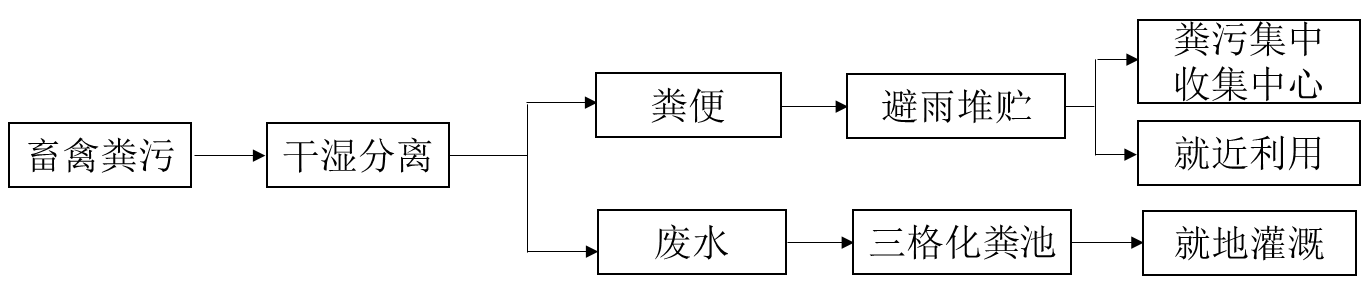 畜禽粪污
干湿分离
粪便
避雨堆贮
粪污集中
收集中心
就近利用
废水
三格化粪池
就地灌溉